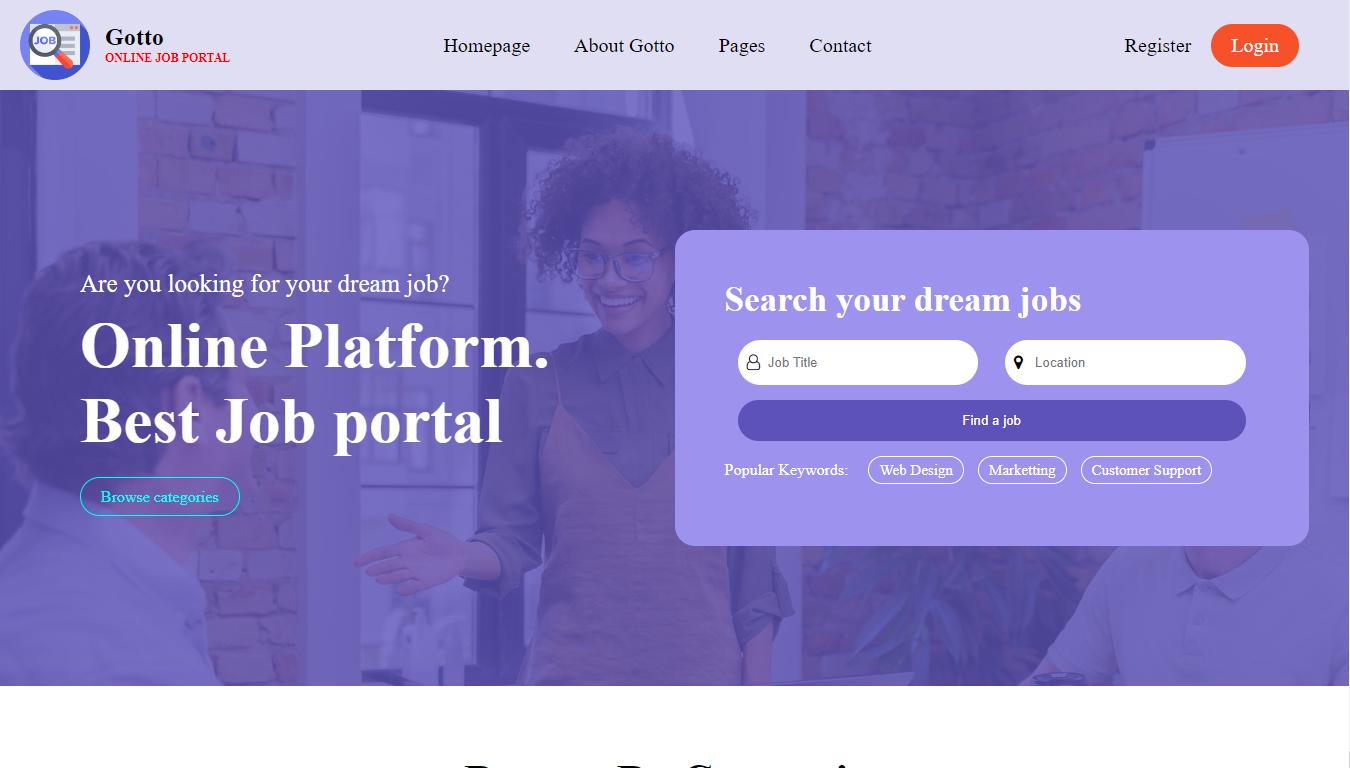 JOB
Gotto
ONLINE JOB PORTAL
Homepage
About Gotto
Pages
Contact
Register
Login
Are you looking for your dream job?
Online Platform.
Best Job portal
Browse categories
Search your dream jobs
Job Title
Location
Find a job
Popular Keywords:
Web Design
Marketting
Customer Support